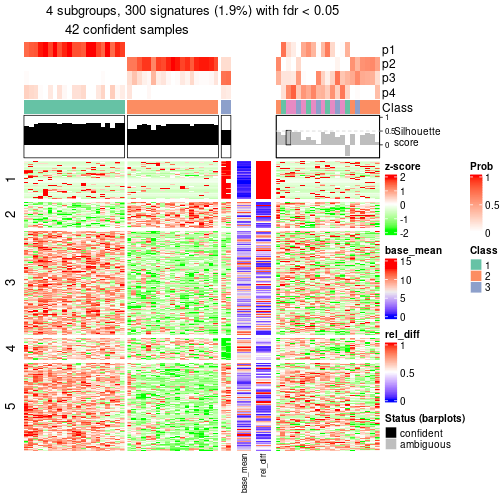 4 subgroups, 300 signatures (1.9%) with fdr < 0.05
42 confident samples
p1
p2
p3
p4
Class
1
0.5
0
Silhouette
score
1
2
3
4
5
base_mean
rel_diff
z-score
2
1
0
-1
-2
base_mean
15
10
5
0
rel_diff
1
0.5
0
Status (barplots)
confident
ambiguous
Prob
1
0.5
0
Class
1
2
3